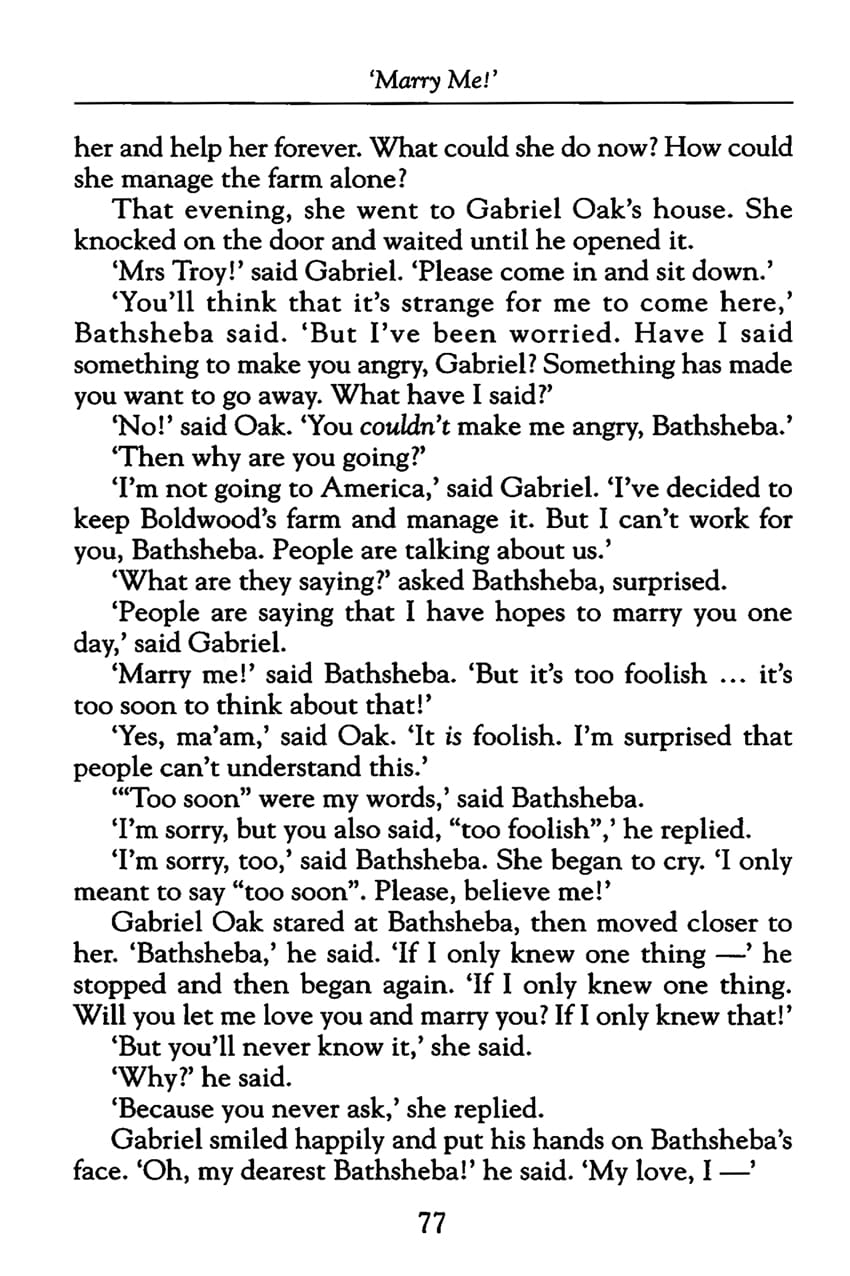 ‘Marry Me!’
her and help her forever. What could she do now? How could
she manage the farm alone?
That evening, she went to Gabriel Oak’s house. She
knocked on the door and waited until he opened it.
‘Mrs Troy!’ said Gabriel. ‘Please come in and sit down.’
‘You’ll think that it’s strange for me to come here,’
Bathsheba said. ‘But I’ve been worried. Have I said
something to make you angry, Gabriel? Something has made
you want to go away. What have I said?’
‘No!’ said Oak. ‘You couldn’t make me angry, Bathsheba.’
‘Then why are you going?’
‘I’m not going to America,’ said Gabriel. ‘I’ve decided to
keep Boldwood’s farm and manage it. But I can’t work for
you, Bathsheba. People are talking about us.’
‘What are they saying?’ asked Bathsheba, surprised.
‘People are saying that I have hopes to marry you one
day,’ said Gabriel.
‘Marry me!’ said Bathsheba. ‘But it’s too foolish ... it’s
too soon to think about that!’
‘Yes, ma’am,’ said Oak. ‘It is foolish. I’m surprised that
people can’t understand this.’
‘“Too soon” were my words,’ said Bathsheba.
‘I’m sorry, but you also said, “too foolish”,’ he replied.
‘I’m sorry, too,’ said Bathsheba. She began to cry. ‘I only
meant to say “too soon”. Please, believe me!’
Gabriel Oak stared at Bathsheba, then moved closer to
her. ‘Bathsheba,’ he said. ‘If I only knew one thing —’ he
stopped and then began again. ‘If I only knew one thing.
Will you let me love you and marry you? If I only knew that!’
‘But you’ll never know it,’ she said.
‘Why?’ he said.
‘Because you never ask,’ she replied.
Gabriel smiled happily and put his hands on Bathsheba’s
face. ‘Oh, my dearest Bathsheba!’ he said. ‘My love, I —’
77